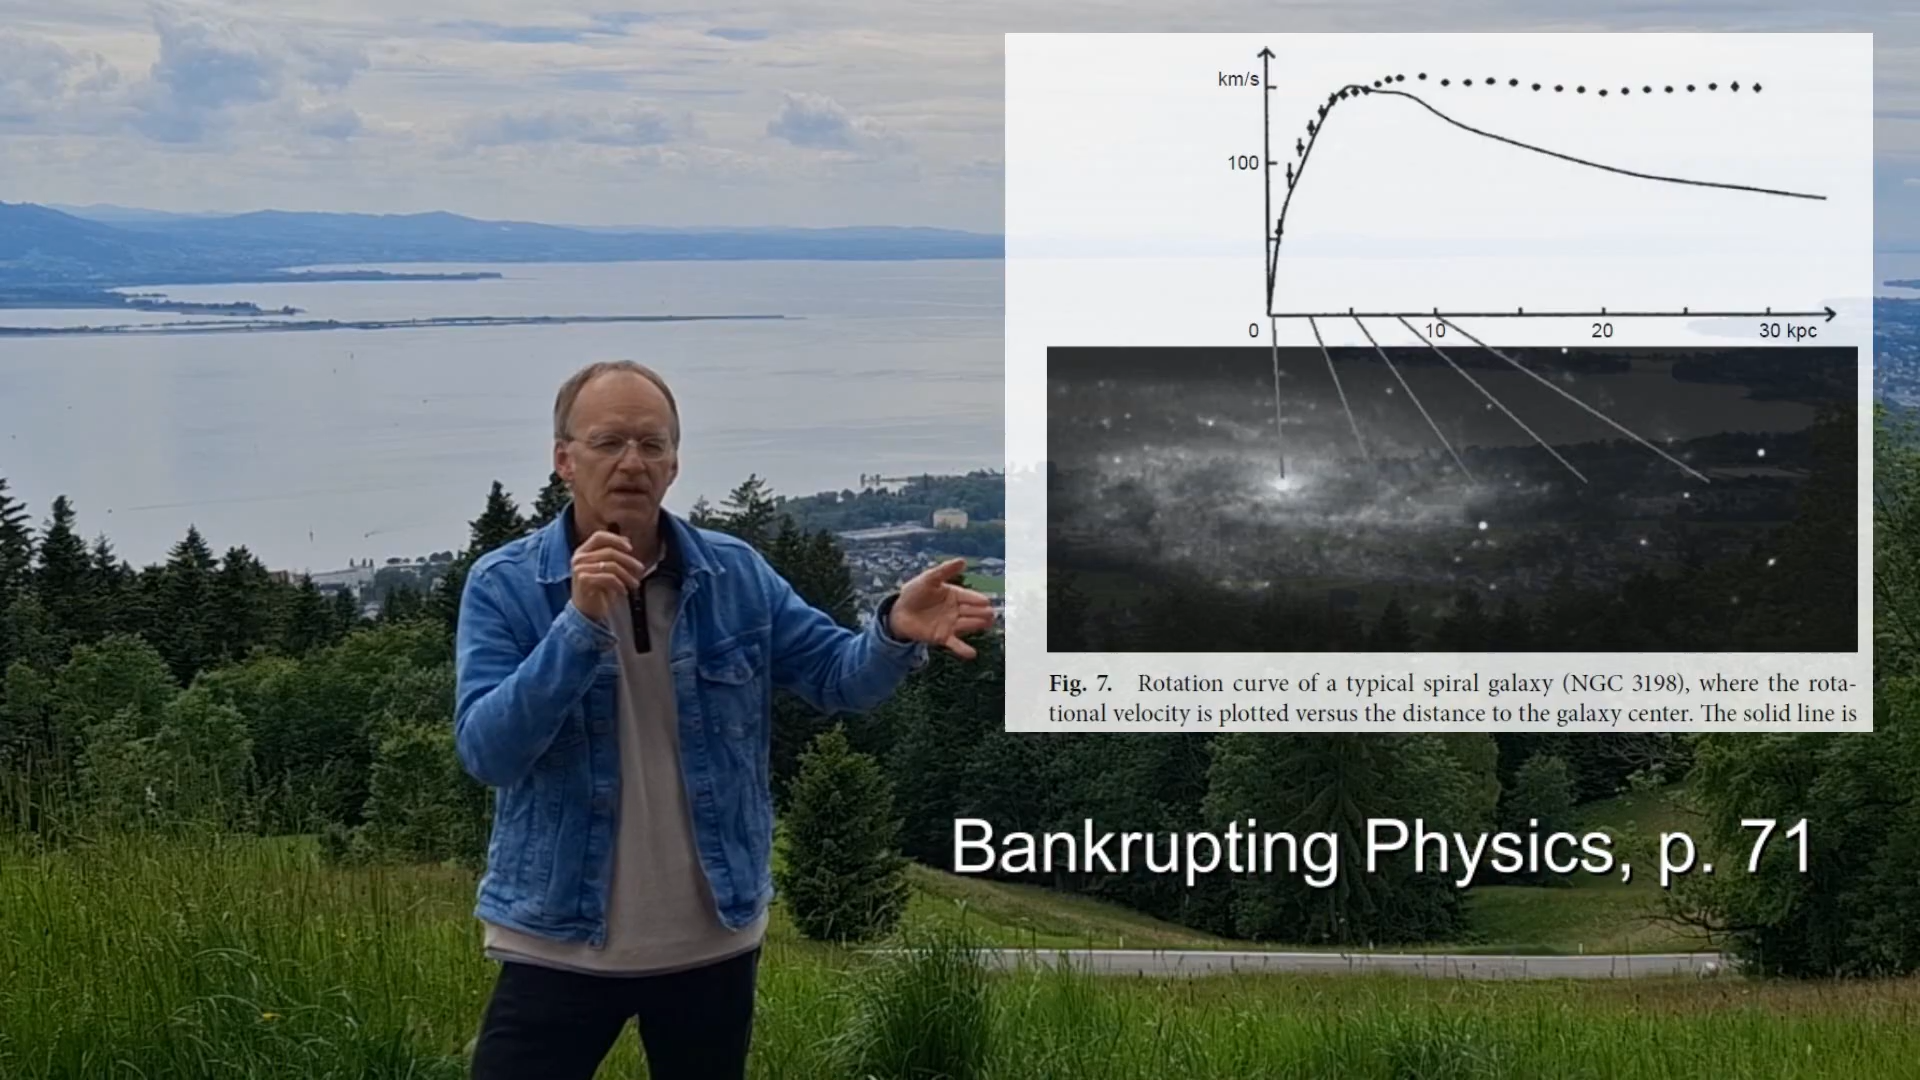 km/s
100
0
10
20
30 kpc
Fig. 7. Rotation curve of a typical spiral galaxy (NGC 3198), where the rota-
tional velocity is plotted versus the distance to the galaxy center. The solid line is
Bankrupting Physics, p. 71